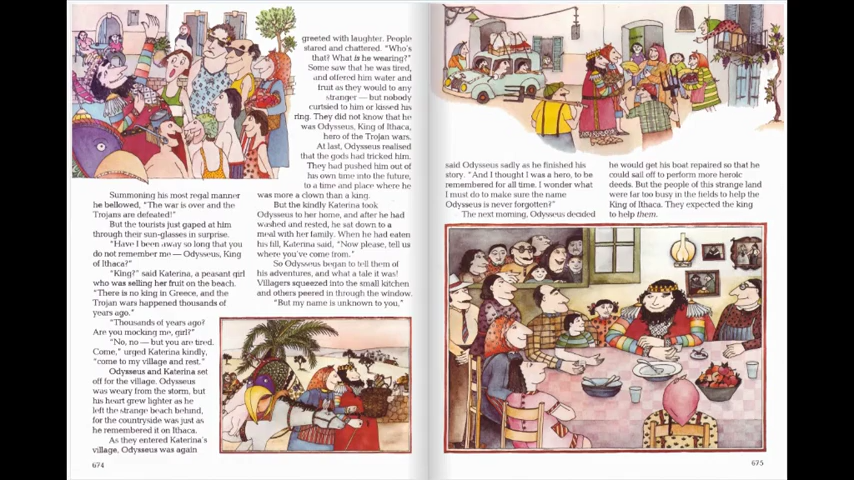 Summoning his most regal manner
he bellowed, "The war is over and the
Trojans are defeated!"
But the tourists just gaped at him
through their sun-glasses in surprise.
"Have I been away so long that you
do not remember me — Odysseus, King
of Ithaca?"
"King?" said Katerina, a peasant girl
who was selling her fruit on the beach.
"There is no king in Greece, and the
Trojan wars happened thousands of
years ago."
"Thousands of years ago?
Are you mocking me, girl?"
"No, no — but you are tired.
Come," urged Katerina kindly,
"come to my village and rest."
Odysseus and Katerina set
off for the village. Odysseus
was weary from the storm, but
his heart grew lighter as he
left the strange beach behind,
for the countryside was just as
he remembered it on Ithaca.
As they entered Katerina's
village, Odysseus was again
greeted with laughter. People
stared and chattered. "Who's
that? What is he wearing?"
Some saw that he was tired,
and offered him water and
fruit as they would to any
stranger — but nobody
curtsied to him or kissed his
ring. They did not know that he
was Odysseus, King of Ithaca,
hero of the Trojan wars.
At last, Odysseus realised
that the gods had tricked him.
They had pushed him out of
his own time into the future,
to a time and place where he
was more a clown than a king.
But the kindly Katerina took
Odysseus to her home, and after he had
washed and rested, he sat down to a
meal with her family. When he had eaten
his fill, Katerina said, "Now please, tell us
where you've come from."
So Odysseus began to tell them of
his adventures, and what a tale it was!
Villagers squeezed into the small kitchen
and others peered in through the window.
"But my name is unknown to you,"
674
said Odysseus sadly as he finished his
story. "And I thought I was a hero, to be
remembered for all time. I wonder what
I must do to make sure the name
Odysseus is never forgotten?"
The next morning, Odysseus decided
he would get his boat repaired so that he
could sail off to perform more heroic
deeds. But the people of this strange land
were far too busy in the fields to help the
King of Ithaca. They expected the king
to help them.
675